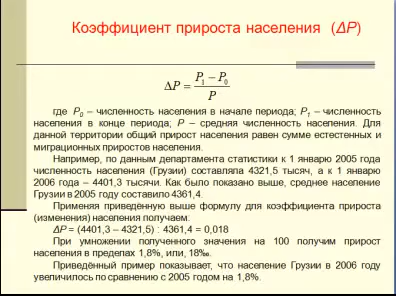 Коэффициент прироста населения (ΔP)
ΔP = (P₁ – P₀) / P
где P₀ – численность населения в начале периода; P₁ – численность
населения в конце периода; P – средняя численность населения. Для
данной территории общий прирост населения равен сумме естестенных и
миграционных приростов населения.
Например, по данным департамента статистики к 1 январю 2005 года
численность населения (Грузии) составляла 4321,5 тысяч, а к 1 январю
2006 года – 4401,3 тысячи. Как было показано выше, среднее население
Грузии в 2005 году составило 4361,4.
Применяя приведённую выше формулу для коэффициента прироста
(изменения) населения получаем:
ΔP = (4401,3 – 4321,5) : 4361,4 = 0,018
При умножении полученного значения на 100 получим прирост
населения в пределах 1,8%, или, 18‰.
Приведённый пример показывает, что население Грузии в 2006 году
увеличилось по сравнению с 2005 годом на 1,8%.